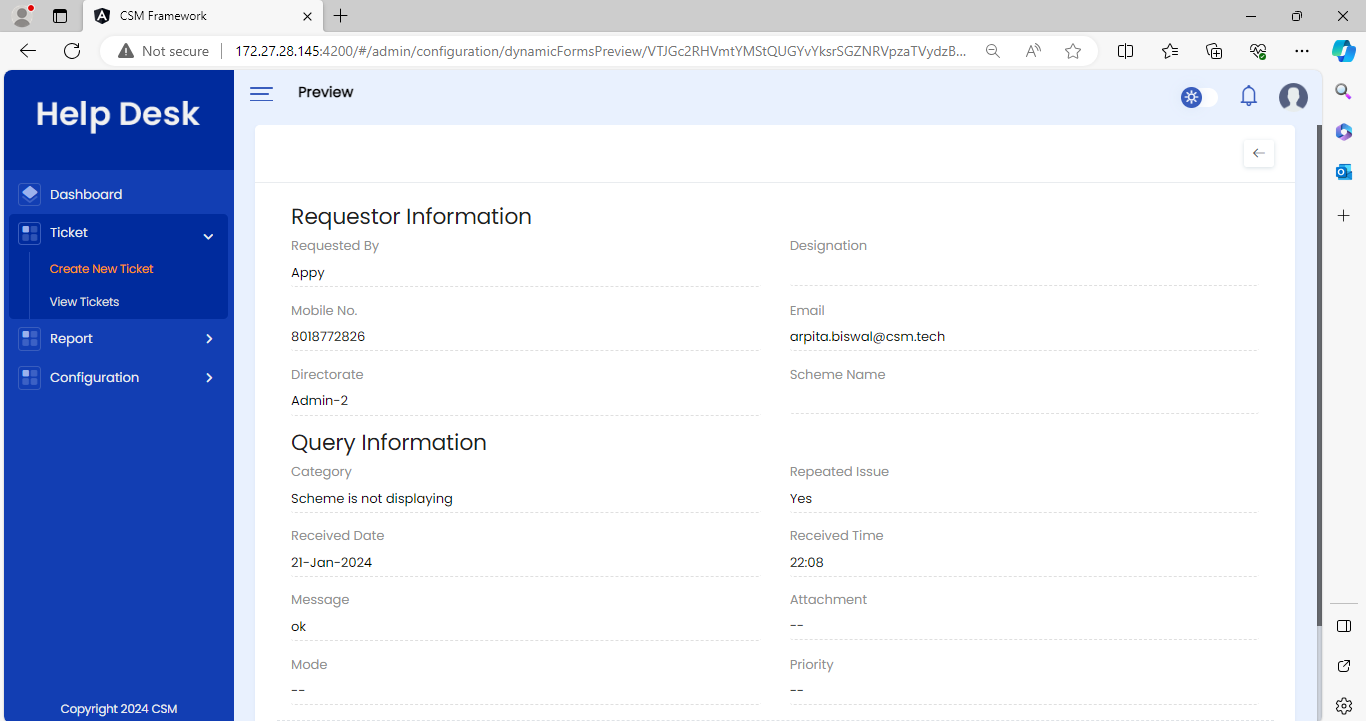 CSM Framework
Not secure
172.27.28.145:4200/#/admin/configuration/dynamicFormsPreview/VTJGc2RHVmtYMStQUGYvYksrSGZNRVpzaTVydzB...
Help Desk
Preview
Dashboard
Ticket
Create New Ticket
View Tickets
Report
Configuration
Copyright 2024 CSM
Requestor Information
Requested By
Designation
Appy
Mobile No.
Email
8018772826
arpita.biswal@csm.tech
Directorate
Scheme Name
Admin-2
Query Information
Category
Repeated Issue
Scheme is not displaying
Yes
Received Date
Received Time
21-Jan-2024
22:08
Message
Attachment
ok
--
Mode
Priority
--
--